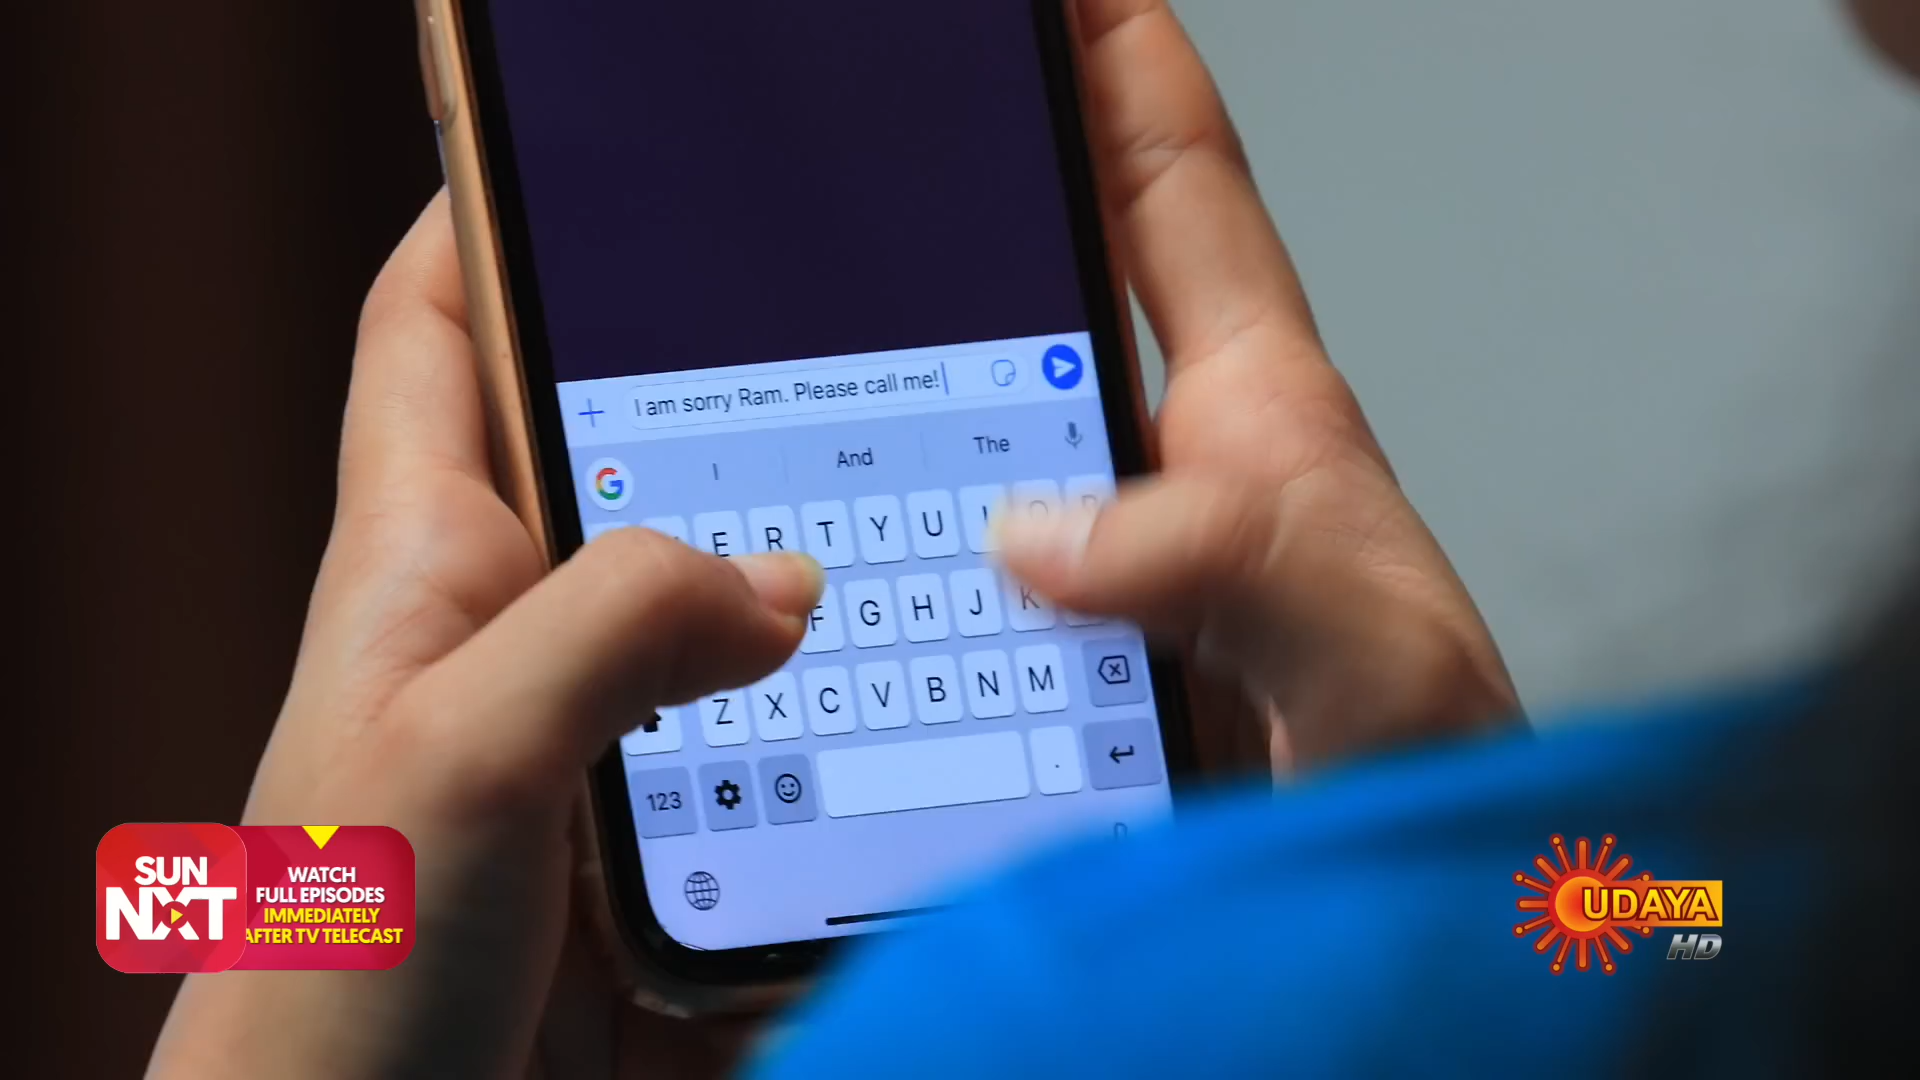 I am sorry Ram. Please call me!
I And The
E R T Y U I O P
F G H J K
Z X C V B N M
123 .
SUN
NXT
WATCH
FULL EPISODES
IMMEDIATELY
AFTER TV TELECAST
UDAYA
HD